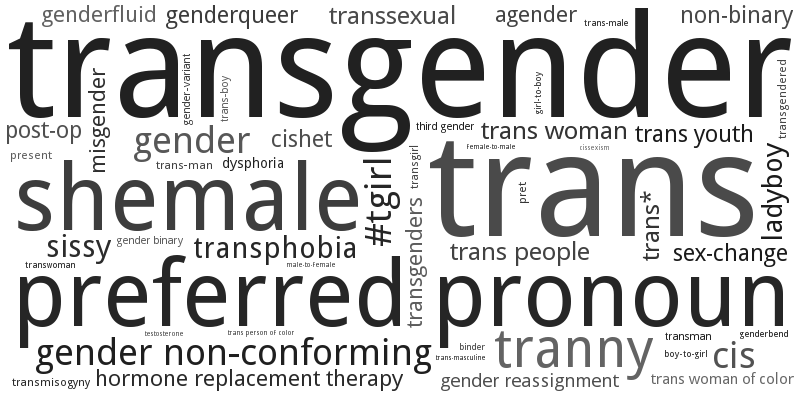 genderfluid
genderqueer
transsexual
agender
trans-male
non-binary
transgender
misgender
gender-variant
trans-boy
girl-to-boy
transgendered
post-op
gender
cishet
third gender
trans woman
trans youth
present
trans-man
dysphoria
Female-to-male
cissexism
shemale
#tgirl
transgirl
trans
pret
trans*
ladyboy
sissy
gender binary
transphobia
transgenders
trans people
sex-change
transwoman
male-to-Female
preferred pronoun
testosterone
trans person of color
gender non-conforming
binder
trans-masculine
tranny
transman
genderbend
boy-to-girl
cis
transmisogyny
hormone replacement therapy
gender reassignment
trans woman of color